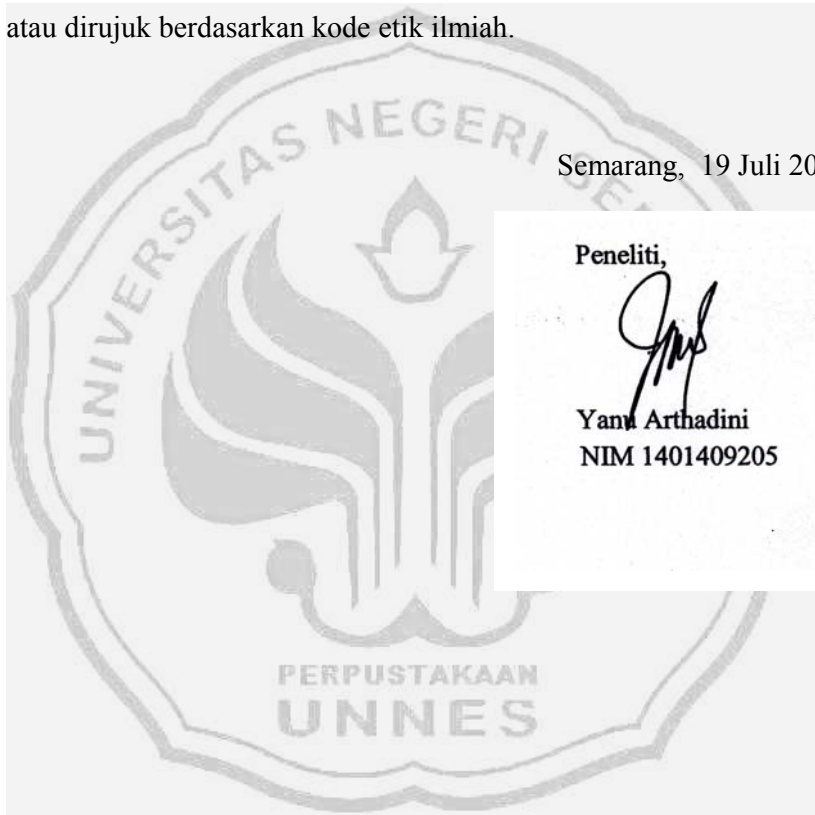 atau dirujuk berdasarkan kode etik ilmiah.
UNIVERSITAS NEGERI
Semarang, 19 Juli 20
Peneliti,
Yanu Arthadini
NIM 1401409205
PERPUSTAKAAN
UNNES